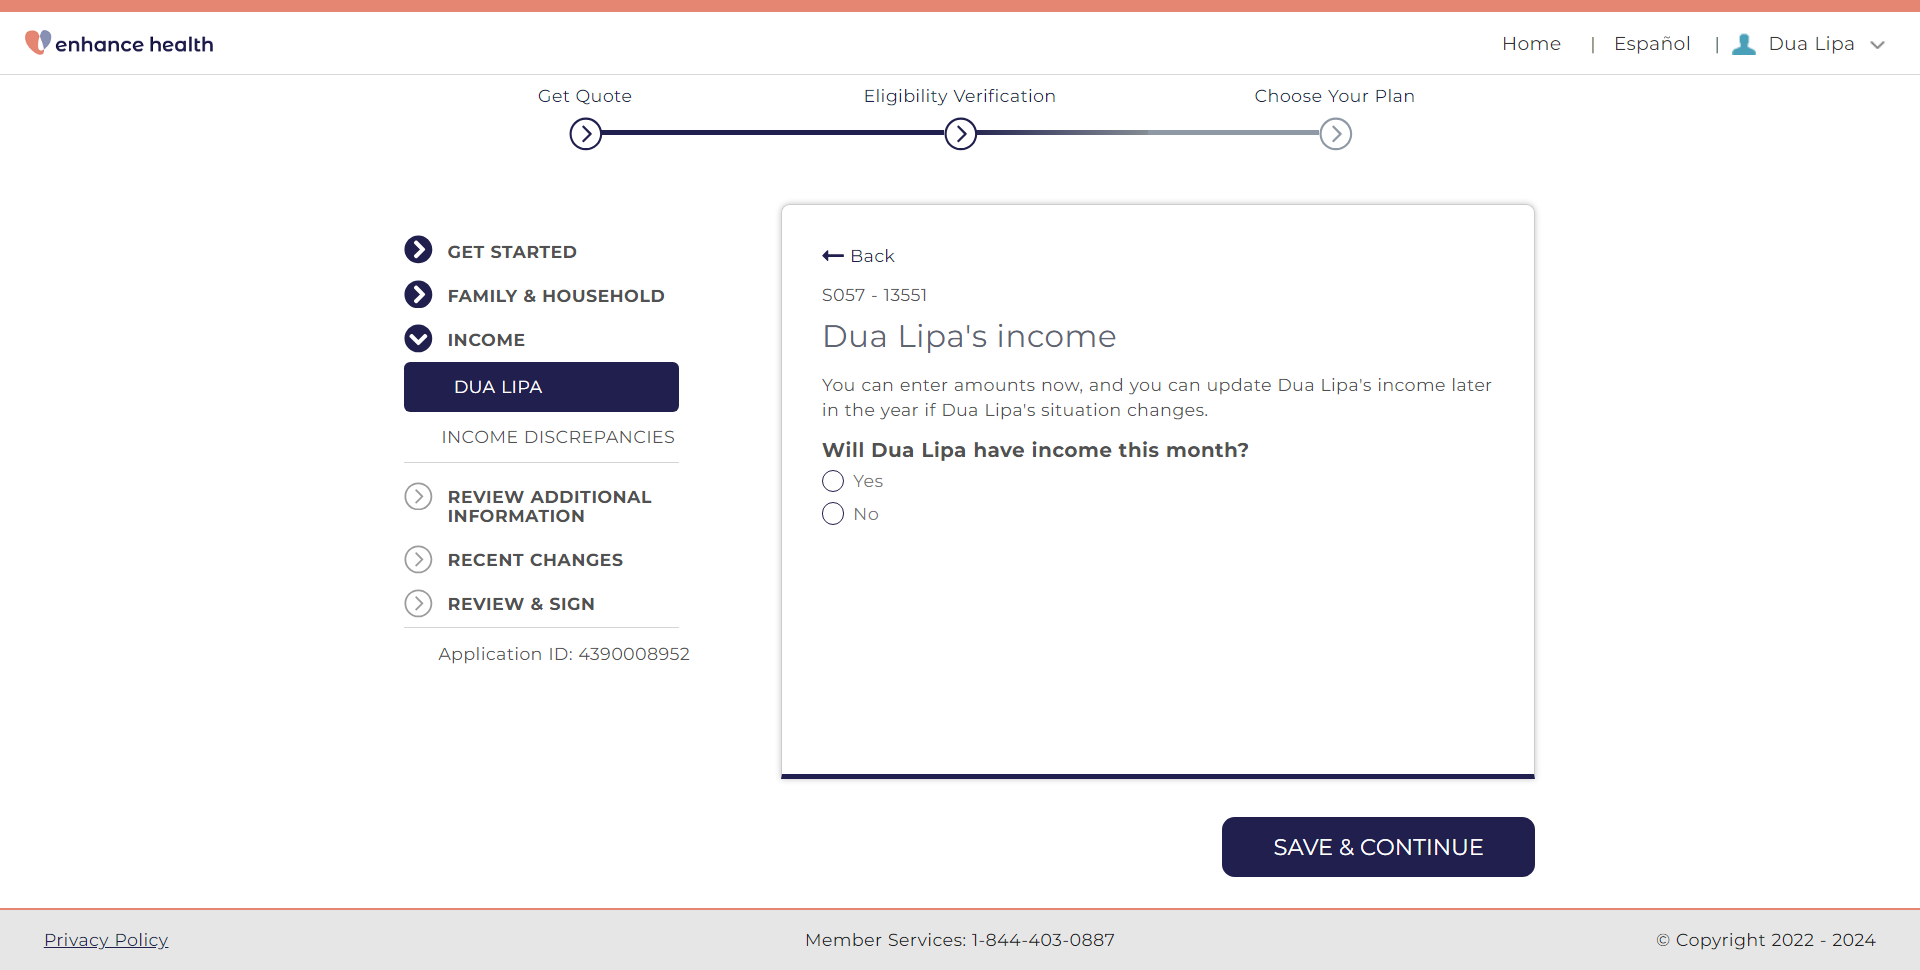 enhance health
Home | Español | Dua Lipa
Get Quote
Eligibility Verification
Choose Your Plan
GET STARTED
FAMILY & HOUSEHOLD
INCOME
DUA LIPA
INCOME DISCREPANCIES
REVIEW ADDITIONAL
INFORMATION
RECENT CHANGES
REVIEW & SIGN
Application ID: 4390008952
Back
S057 - 13551
Dua Lipa's income
You can enter amounts now, and you can update Dua Lipa's income later
in the year if Dua Lipa's situation changes.
Will Dua Lipa have income this month?
Yes
No
SAVE & CONTINUE
Privacy Policy
Member Services: 1-844-403-0887
© Copyright 2022 - 2024